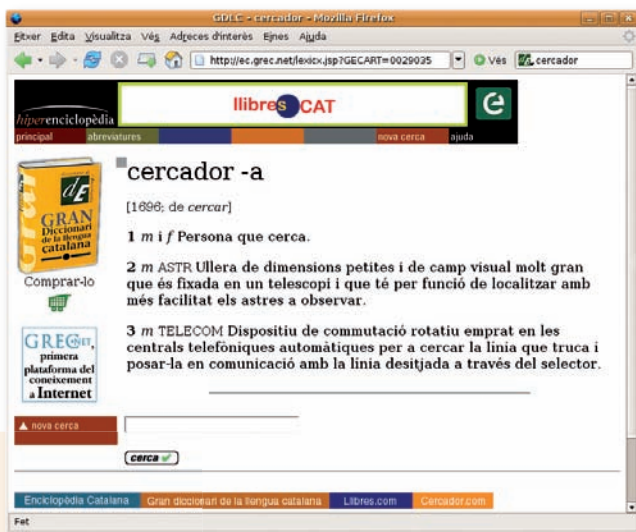 GDLC - cercador - Mozilla Firefox
Fitxer Edita Visualitza Vés Adreces d'interès Eines Ajuda
http://ec.grec.net/lexicx.jsp?GECART=0029035 Vés cercador
hiperenciclopèdia
llibres CAT
principal abreviatures nova cerca ajuda
cercador -a
[1696; de cercar]
1 m i f Persona que cerca.
2 m ASTR Ullera de dimensions petites i de camp visual molt gran
que és fixada en un telescopi i que té per funció de localitzar amb
més facilitat els astres a observar.
3 m TELECOM Dispositiu de commutació rotatiu emprat en les
centrals telefòniques automàtiques per a cercar la línia que truca i
posar-la en comunicació amb la línia desitjada a través del selector.
dE
GRAN
Diccionari
de la llengua
catalana
Comprar-lo
GREC NET,
primera
plataforma del
coneixement
a Internet
nova cerca
cerca
Enciclopèdia Catalana Gran diccionari de la llengua catalana Llibres.com Cercador.com
Fet